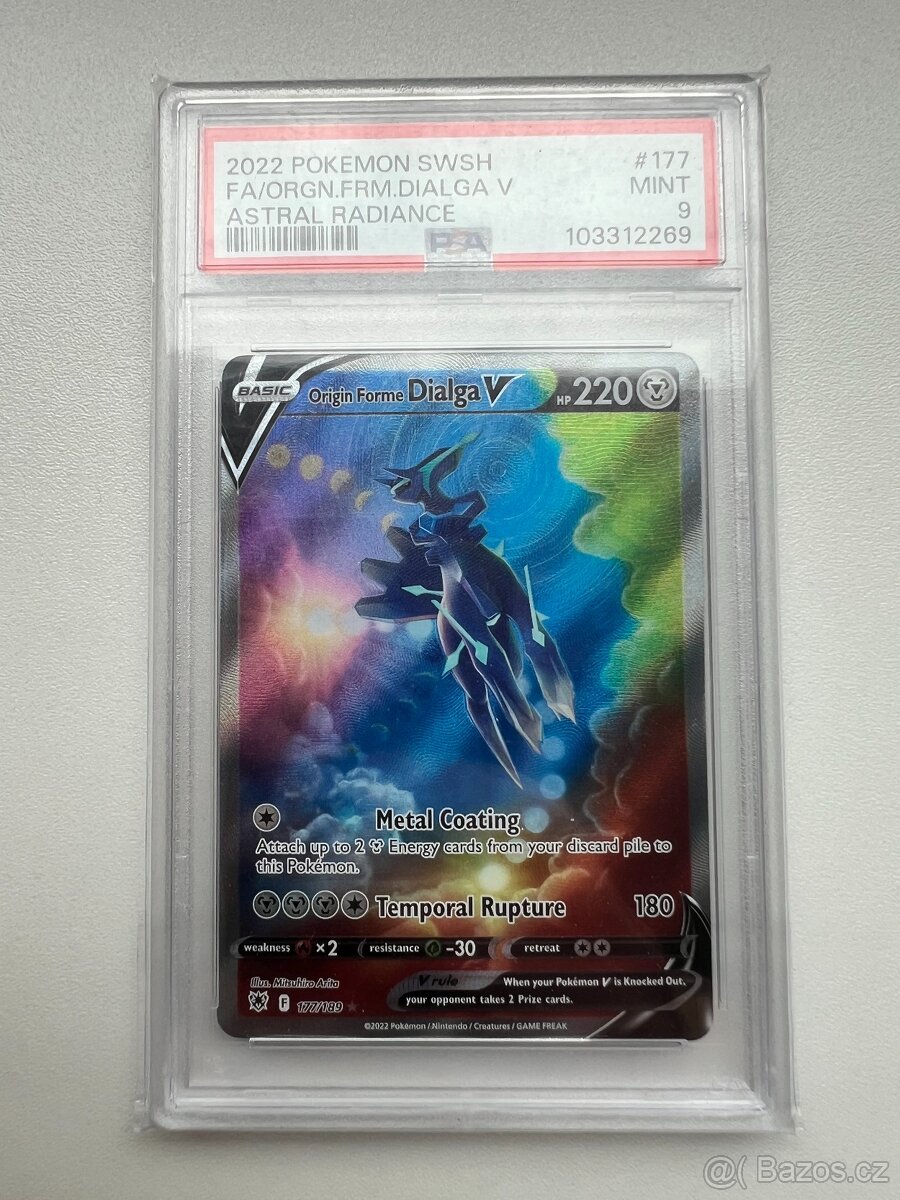 2022 POKEMON SWSH #177
FA/ORGN.FRM.DIALGA V MINT
ASTRAL RADIANCE 9
PSA 103312269
BASIC Origin Forme Dialga V HP 220
Metal Coating
Attach up to 2 Energy cards from your discard pile to
this Pokémon.
Temporal Rupture 180
weakness ×2 resistance -30 retreat
Illus. Mitsuhiro Arita V rule When your Pokémon V is Knocked Out,
your opponent takes 2 Prize cards.
F 177/189
©2022 Pokémon / Nintendo / Creatures / GAME FREAK
@( Bazos.cz